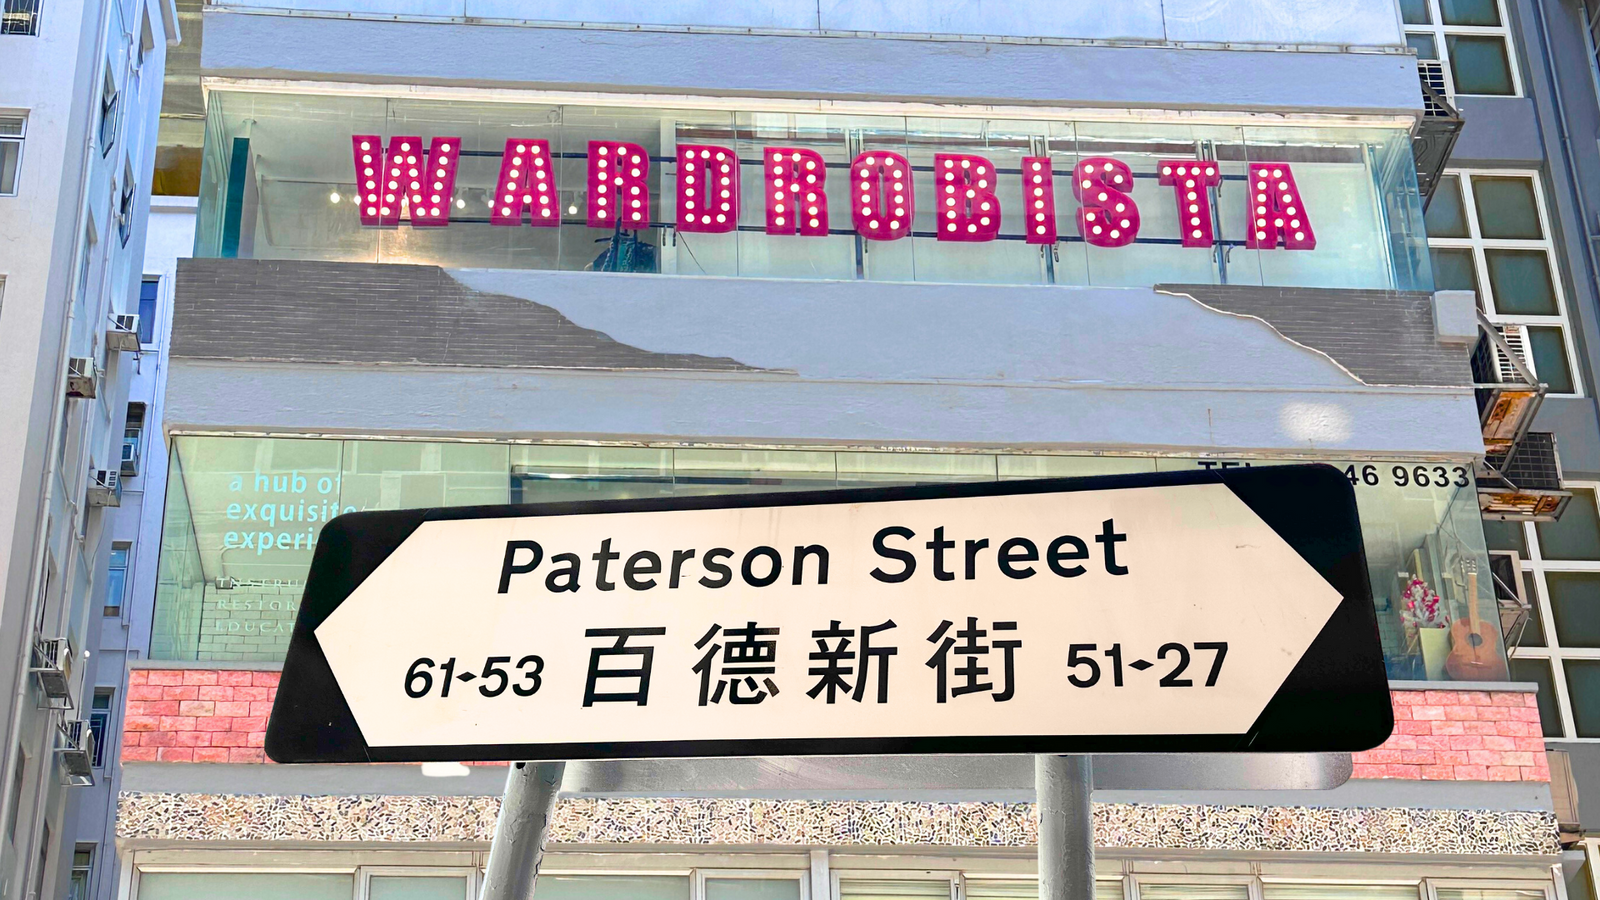 WARDROBISTA
a hub of
exquisite
46 9633
Paterson Street
61-53 百德新街 51-27